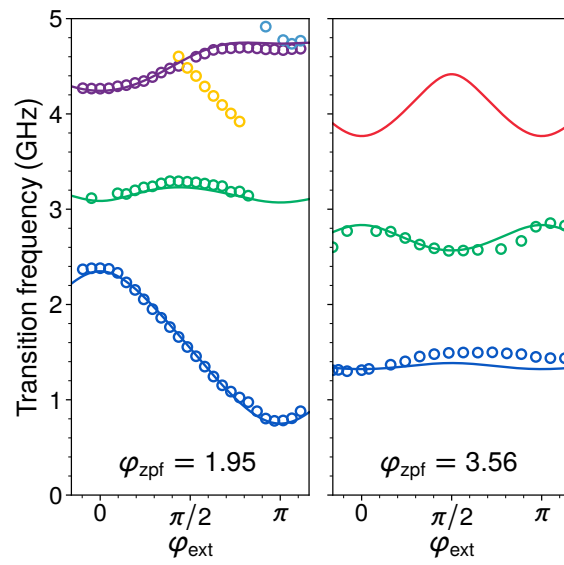 Transition frequency (GHz)
5
4
3
2
1
0
φzpf = 1.95
φzpf = 3.56
0
π/2
π
0
π/2
π
φext
φext